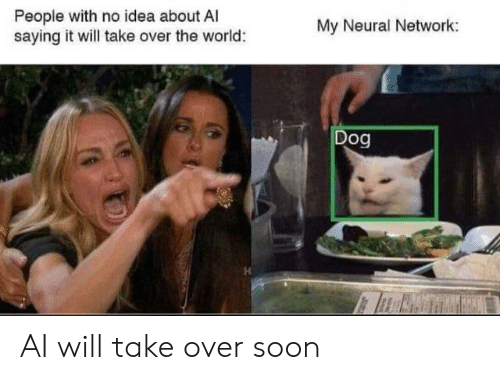 People with no idea about AI
saying it will take over the world:
My Neural Network:
Dog
AI will take over soon